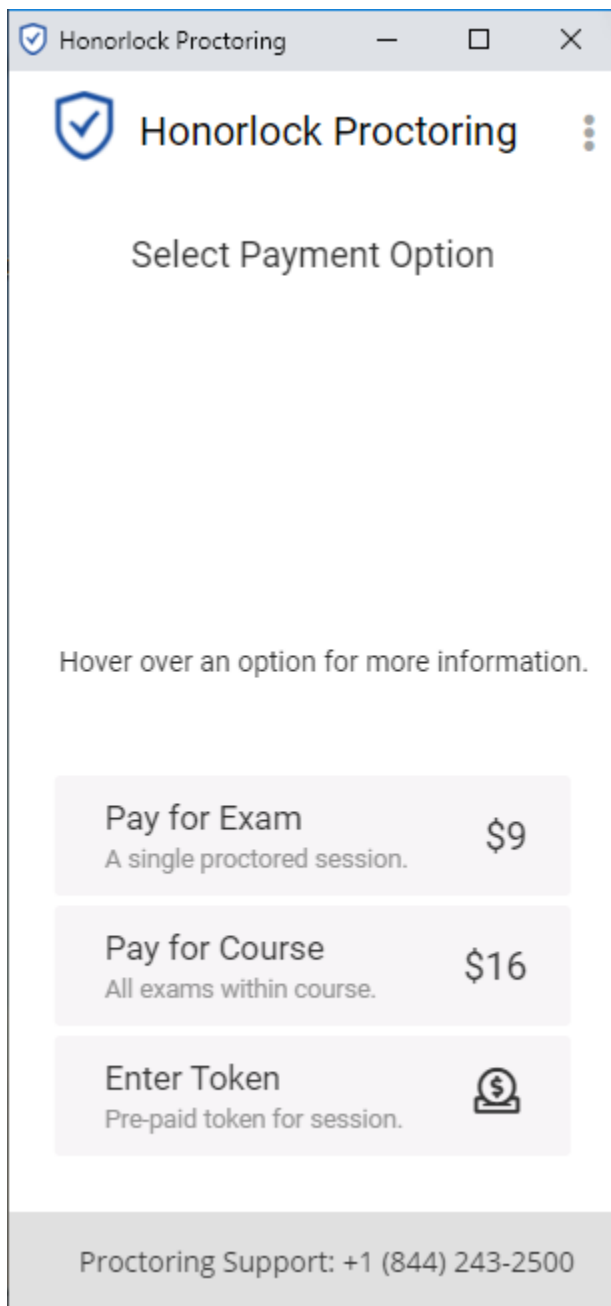 Honorlock Proctoring
Honorlock Proctoring
Select Payment Option
Hover over an option for more information.
Pay for Exam
$9
A single proctored session.
Pay for Course
$16
All exams within course.
Enter Token
$
Pre-paid token for session.
Proctoring Support: +1 (844) 243-2500